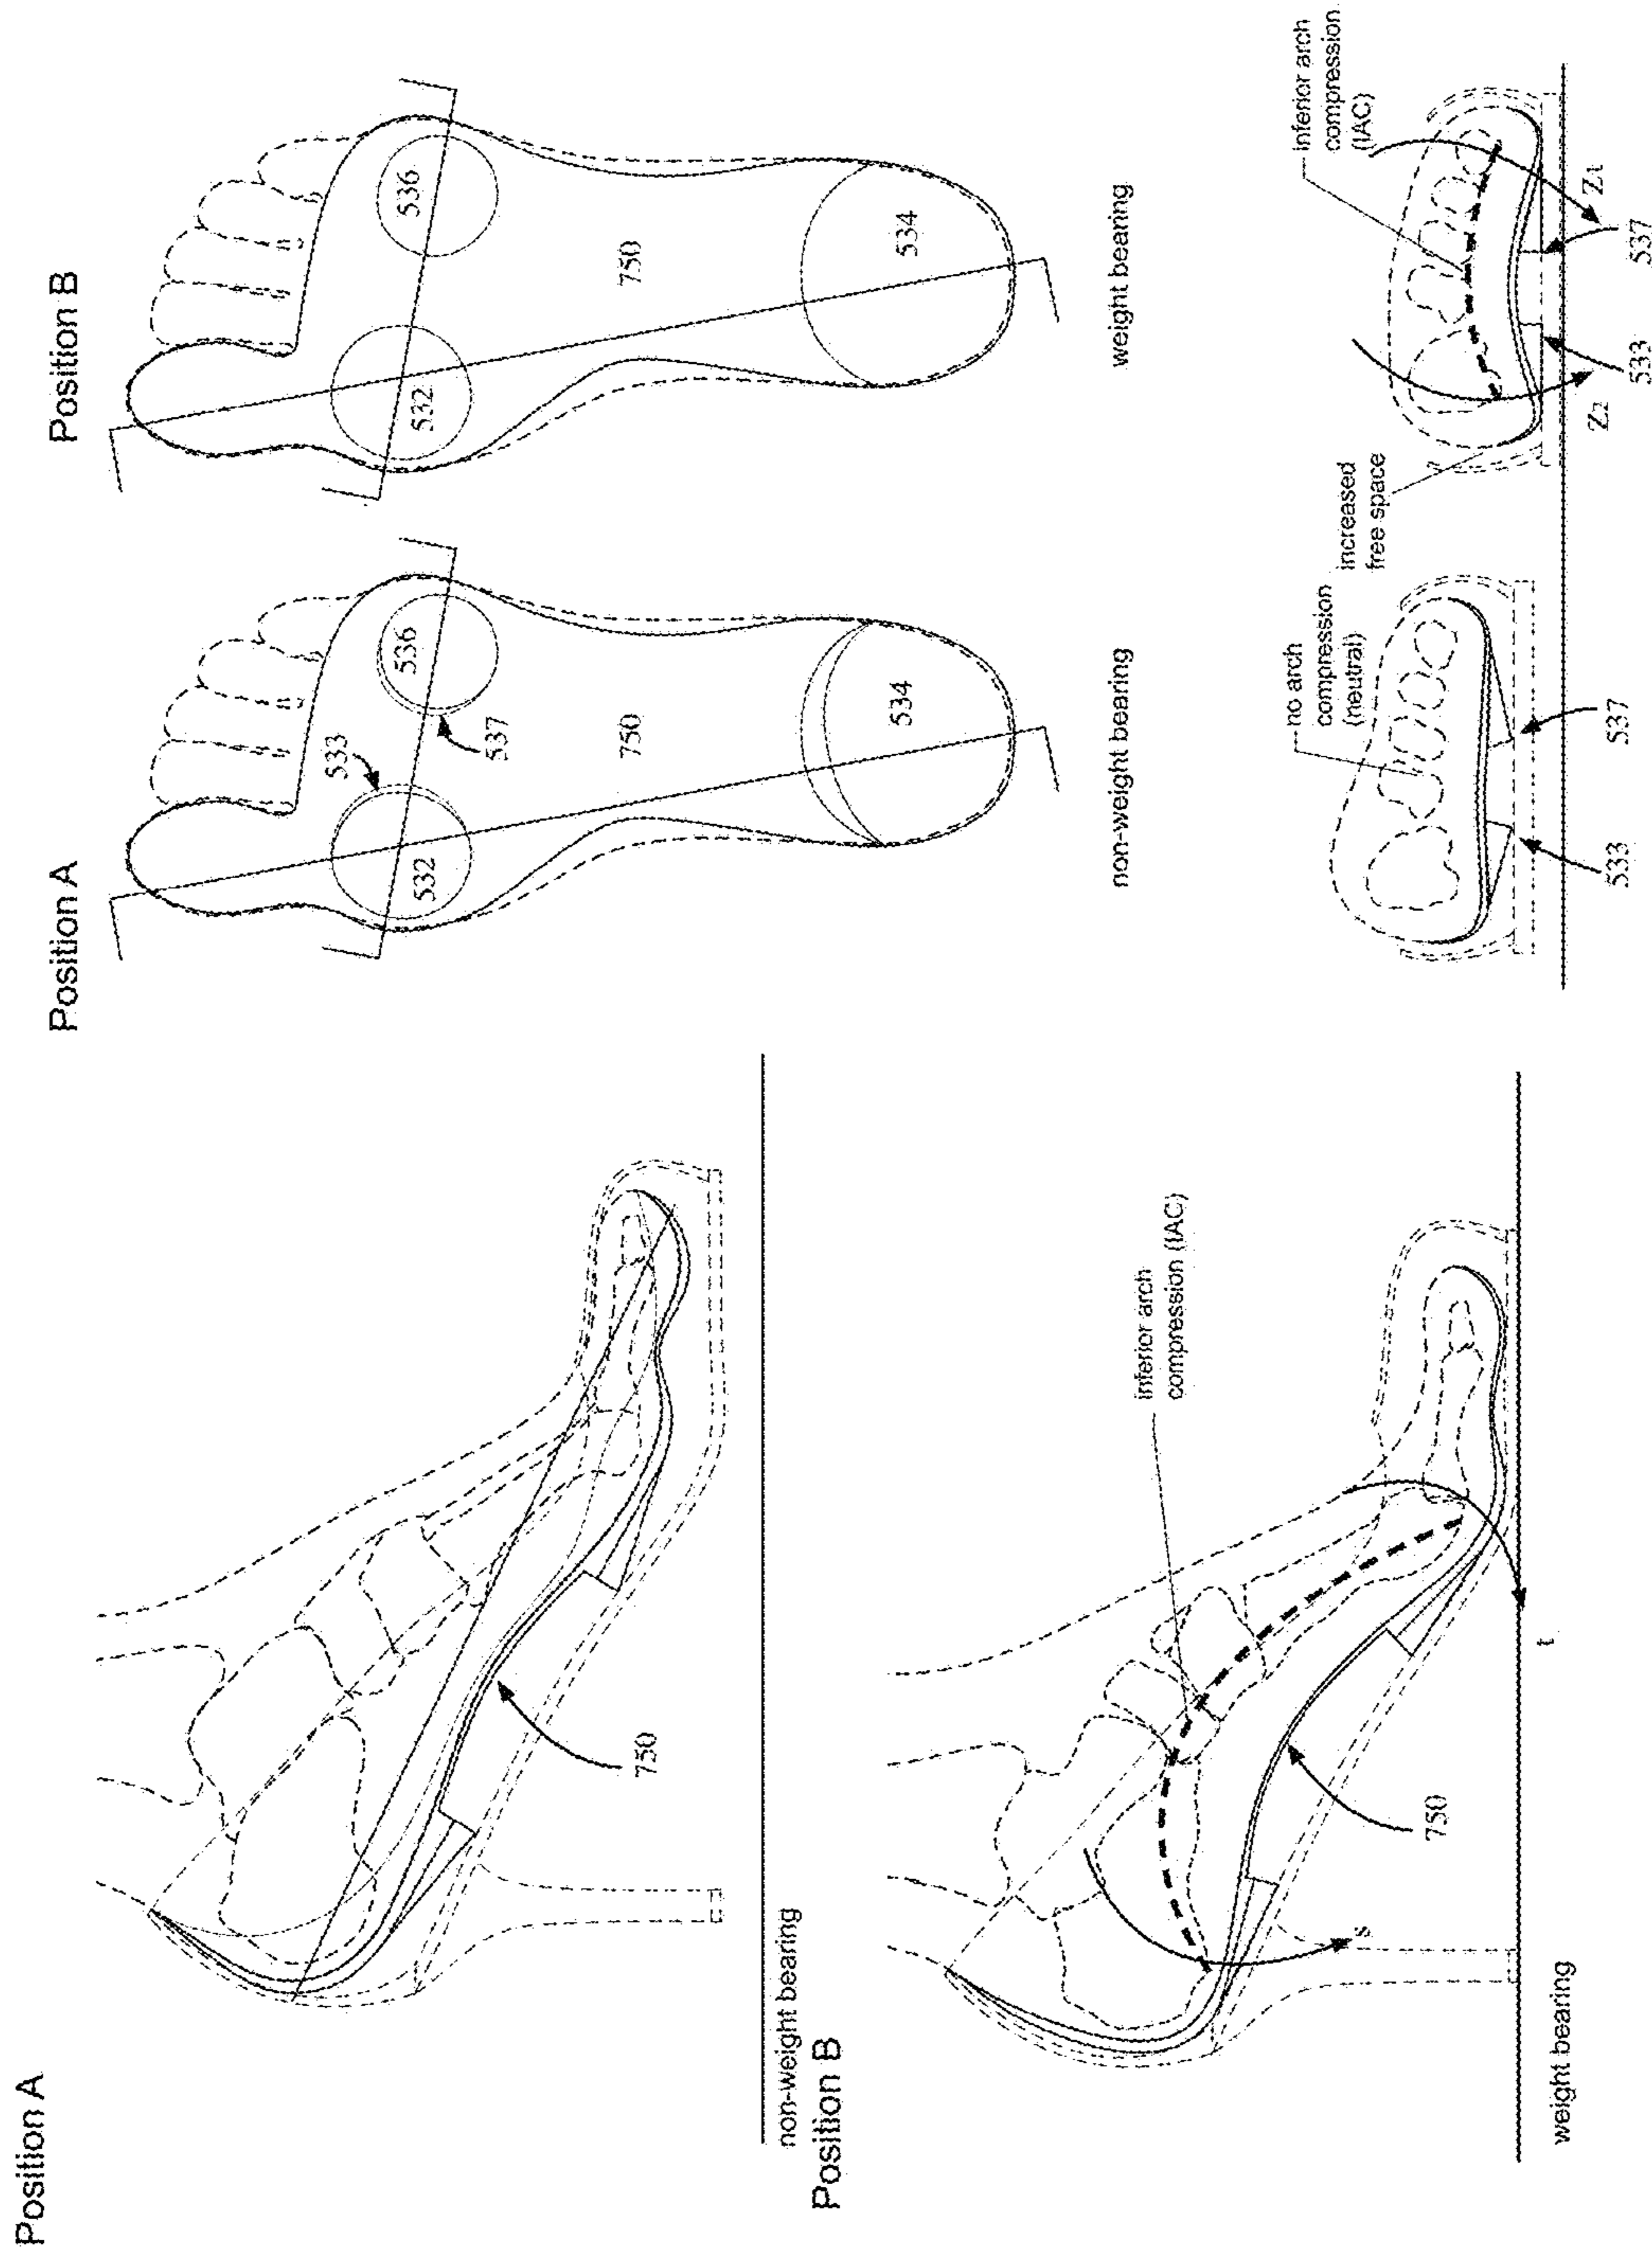 Position A
750
non-weight bearing
Position B
inferior arch
compression (IAC)
750
s
t
weight bearing
Position A
533
532
536
537
750
534
non-weight bearing
Position B
532
536
750
534
weight bearing
no arch
compression
(neutral)
533
537
increased
free space
inferior arch
compression
(IAC)
Z2
533
537
Z1